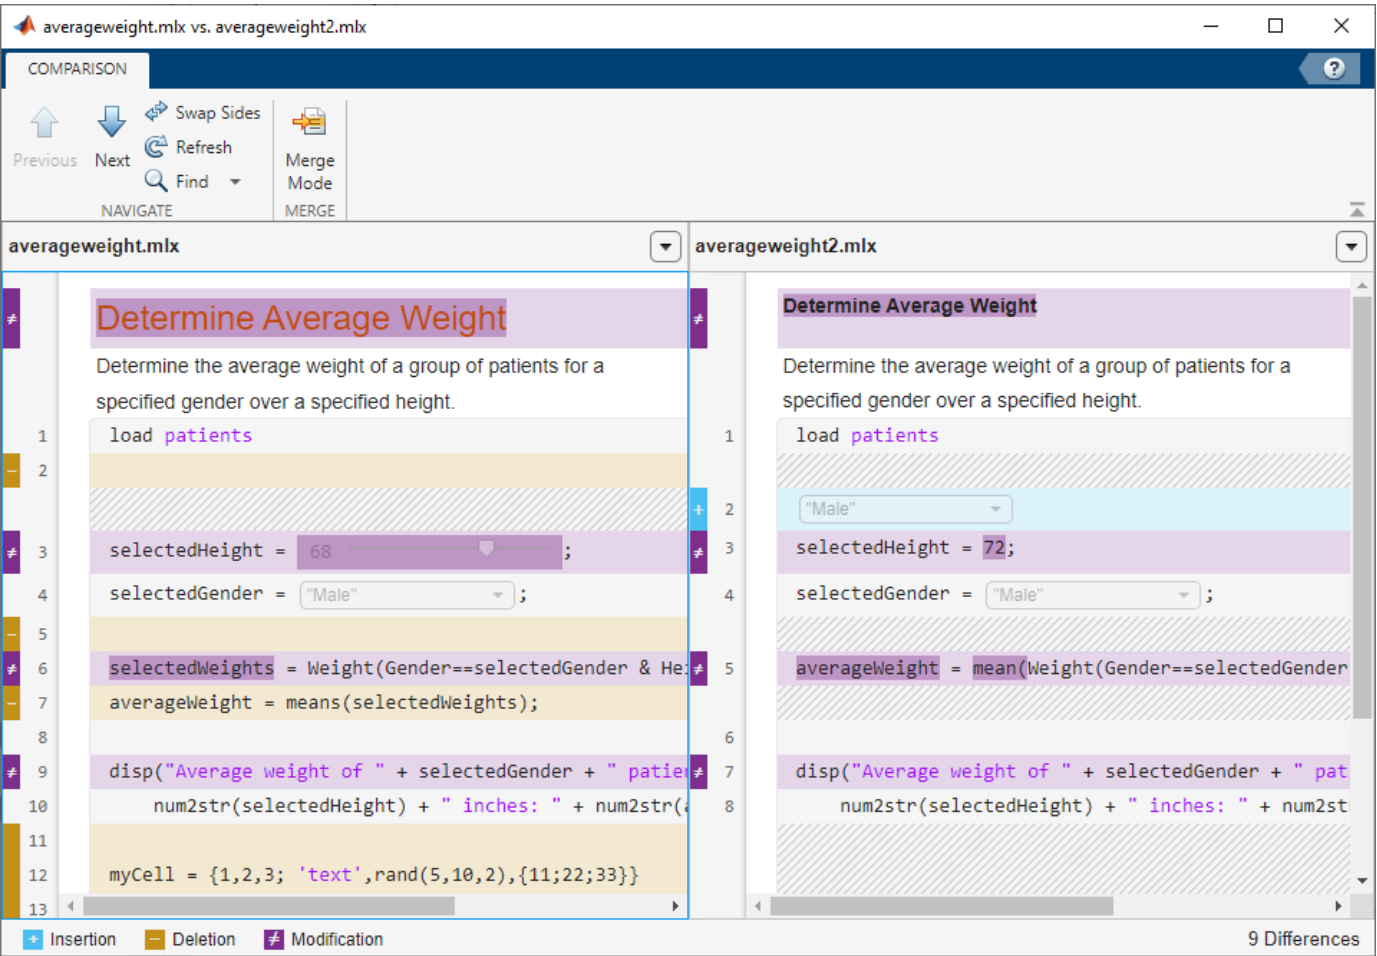 averageweight.mlx vs. averageweight2.mlx
COMPARISON
?
Previous
Next
Swap Sides
Refresh
Find
Merge
Mode
NAVIGATE
MERGE
averageweight.mlx
≠ Determine Average Weight
Determine the average weight of a group of patients for a
specified gender over a specified height.
1 load patients
− 2
≠ 3 selectedHeight = 68 ;
4 selectedGender = "Male" ;
− 5
≠ 6 selectedWeights = Weight(Gender==selectedGender & He
− 7 averageWeight = means(selectedWeights);
8
≠ 9 disp("Average weight of " + selectedGender + " patie
10 num2str(selectedHeight) + " inches: " + num2str(
11
12 myCell = {1,2,3; 'text',rand(5,10,2),{11;22;33}}
13
averageweight2.mlx
≠ Determine Average Weight
Determine the average weight of a group of patients for a
specified gender over a specified height.
1 load patients
+ 2 "Male"
≠ 3 selectedHeight = 72;
4 selectedGender = "Male" ;
≠ 5 averageWeight = mean(Weight(Gender==selectedGender
6
≠ 7 disp("Average weight of " + selectedGender + " pat
8 num2str(selectedHeight) + " inches: " + num2st
+ Insertion − Deletion ≠ Modification
9 Differences